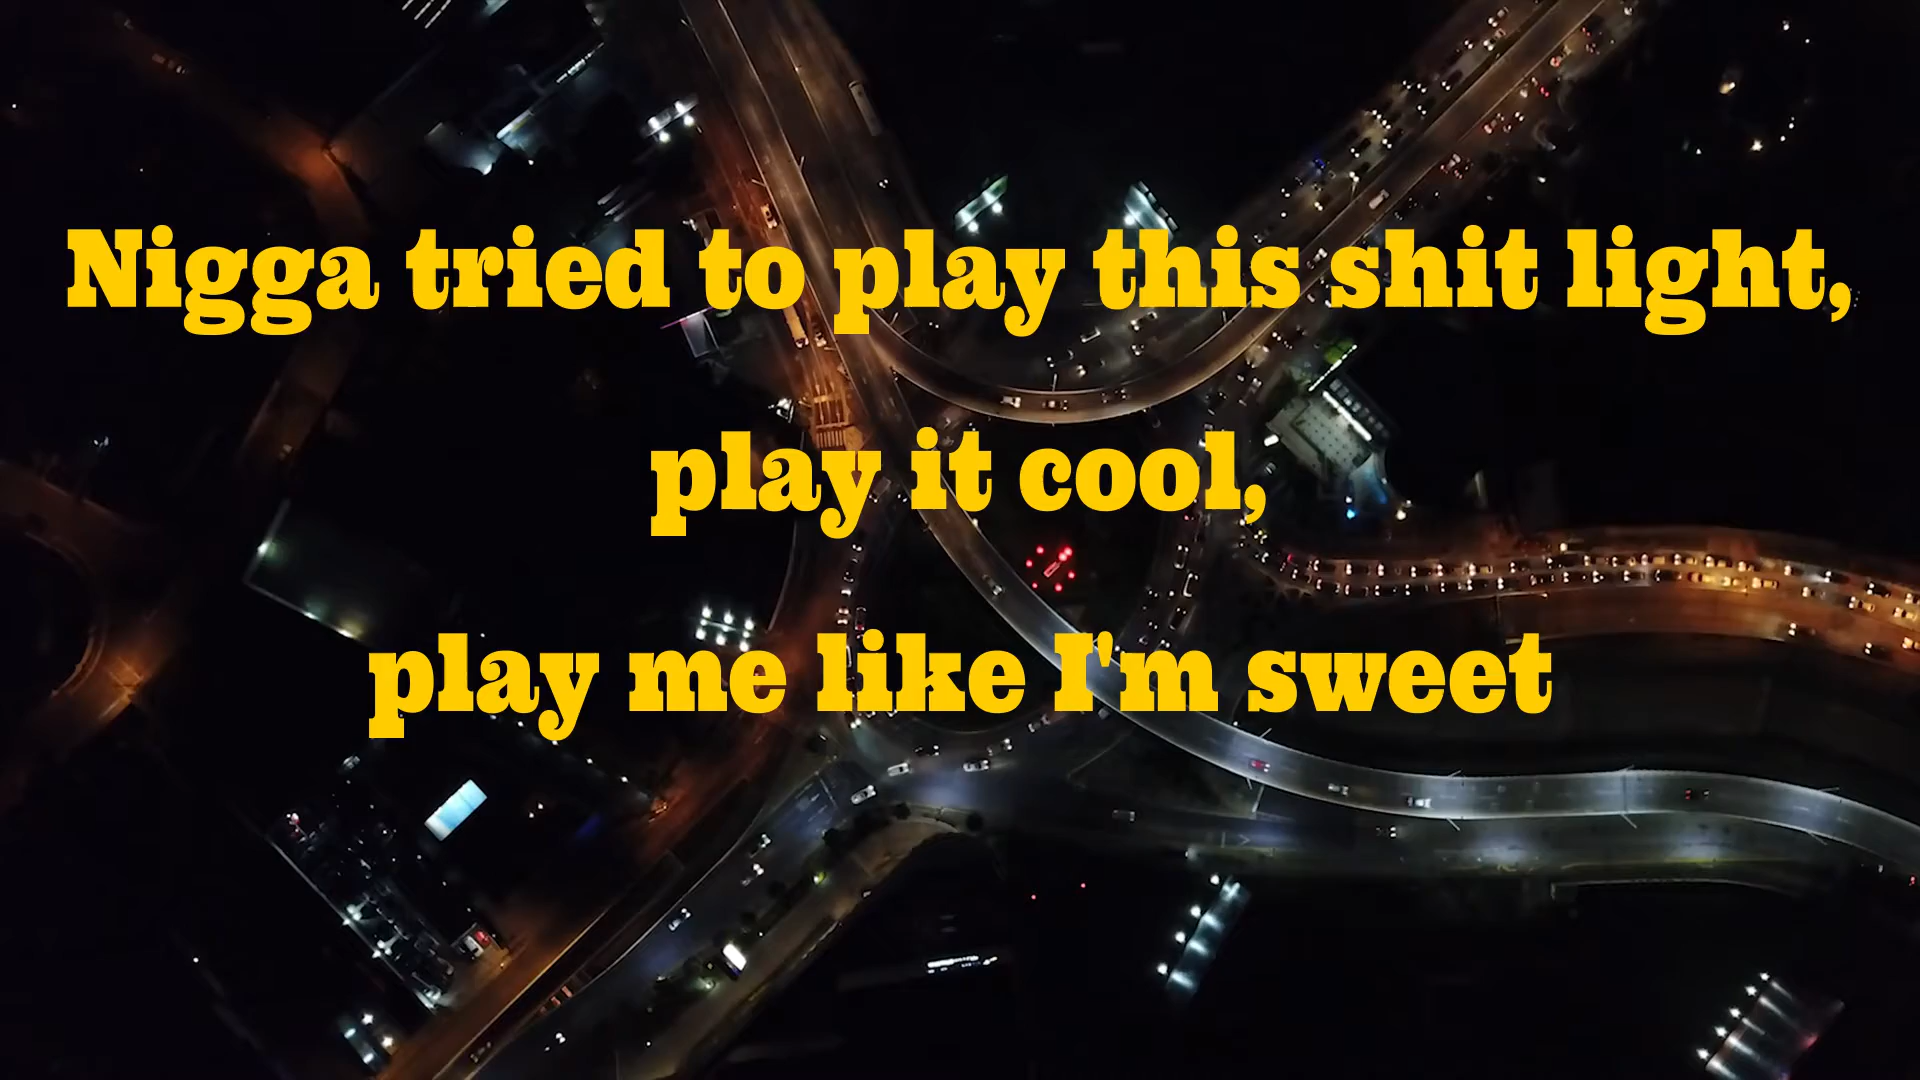 Nigga tried to play this shit light,
play it cool,
play me like I'm sweet